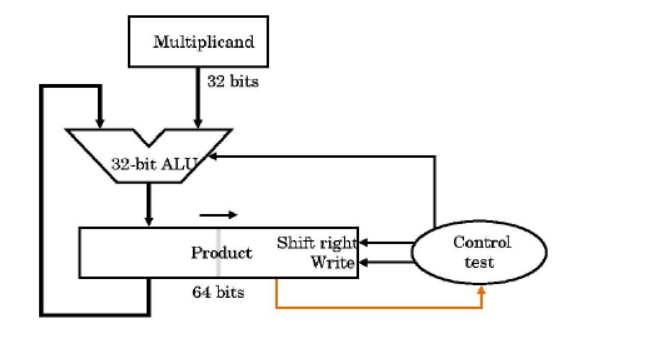 Multiplicand
32 bits
32-bit ALU
Shift right
Product
Write
64 bits
Control
test